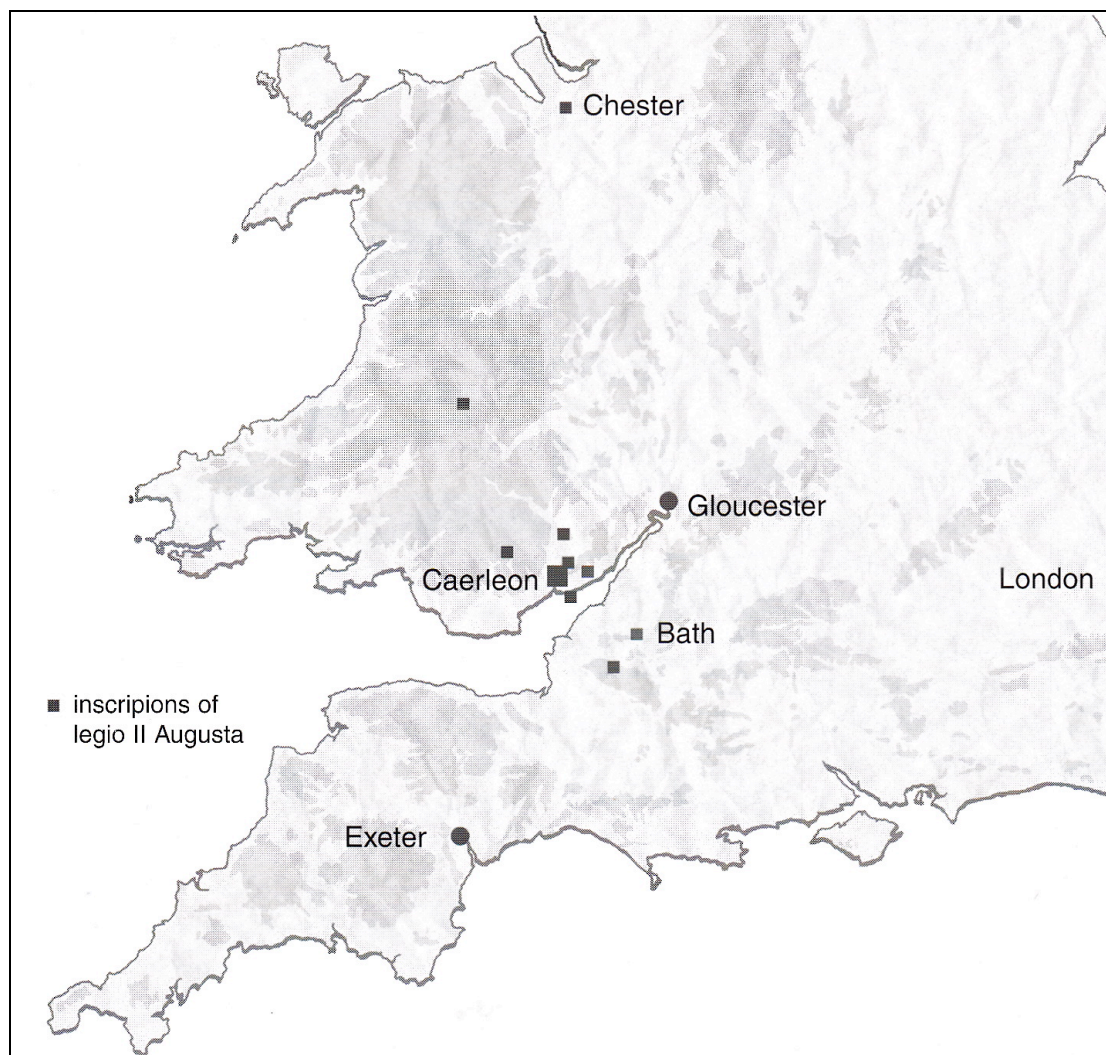 Chester
Gloucester
Caerleon
London
Bath
inscripions of
legio II Augusta
Exeter